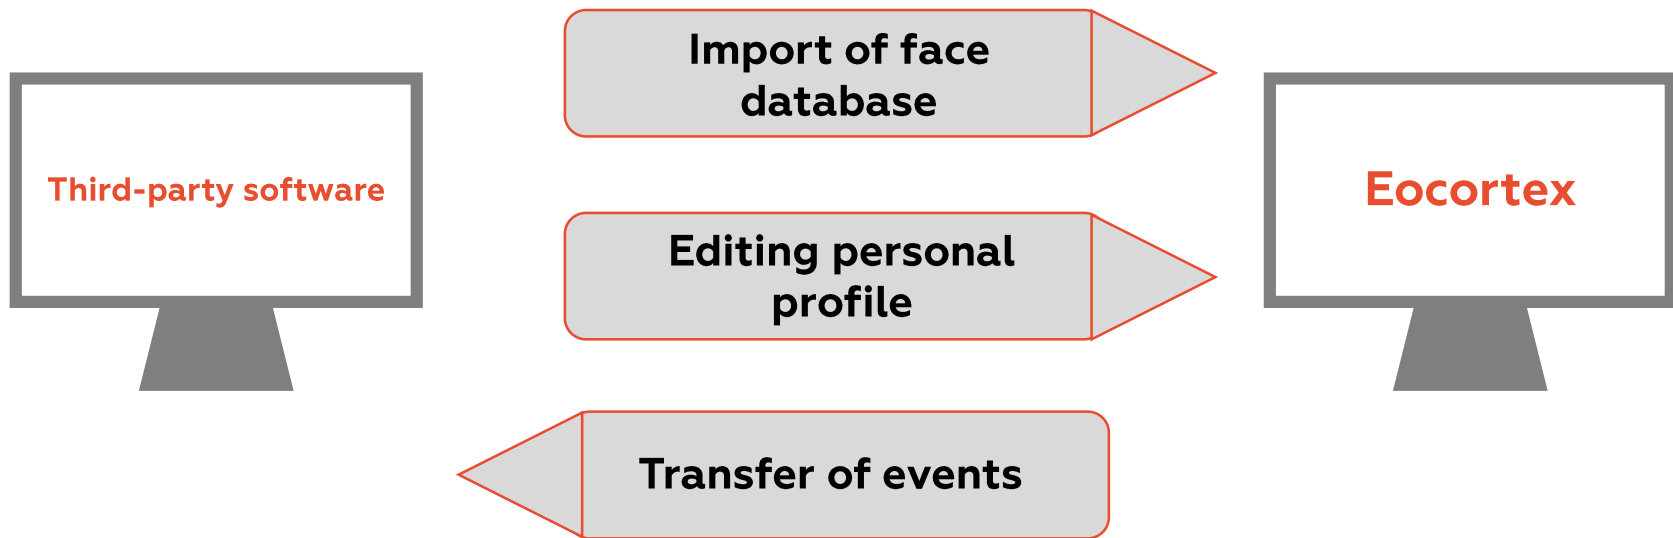 Import of face
database
Third-party software
Eocortex
Editing personal
profile
Transfer of events